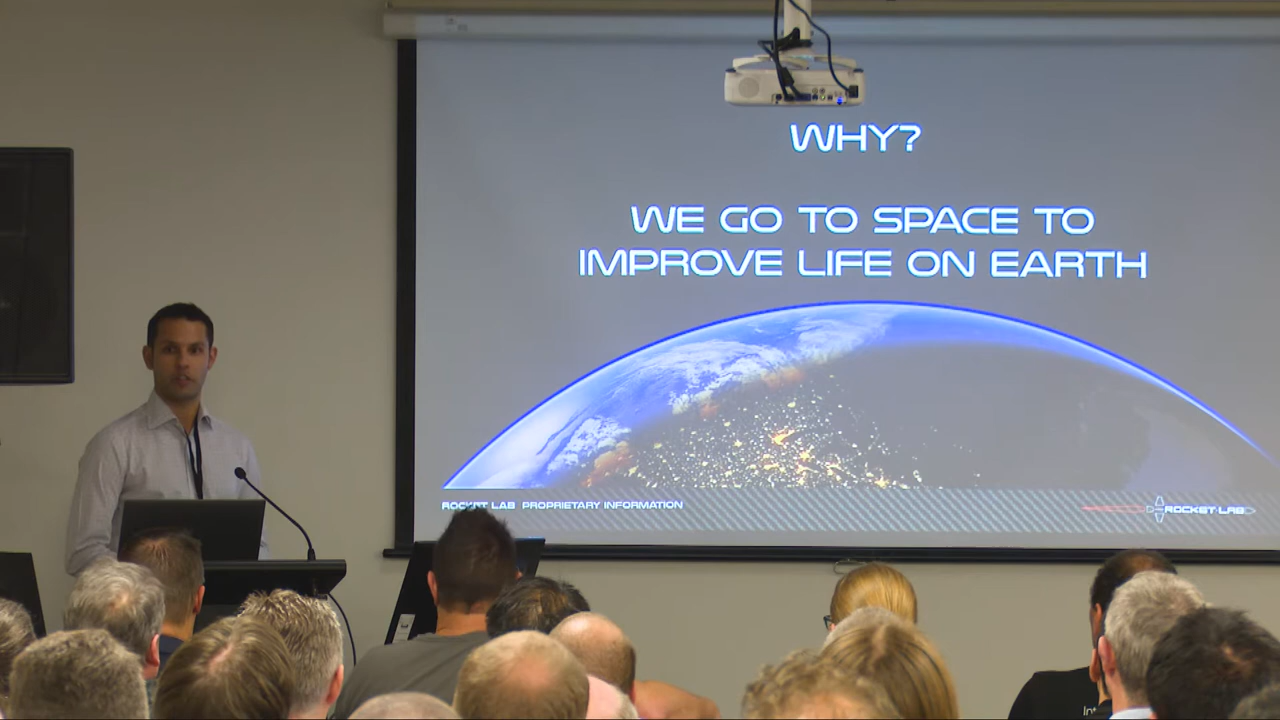 WHY?
WE GO TO SPACE TO
IMPROVE LIFE ON EARTH
ROCKET LAB PROPRIETARY INFORMATION
ROCKET LAB